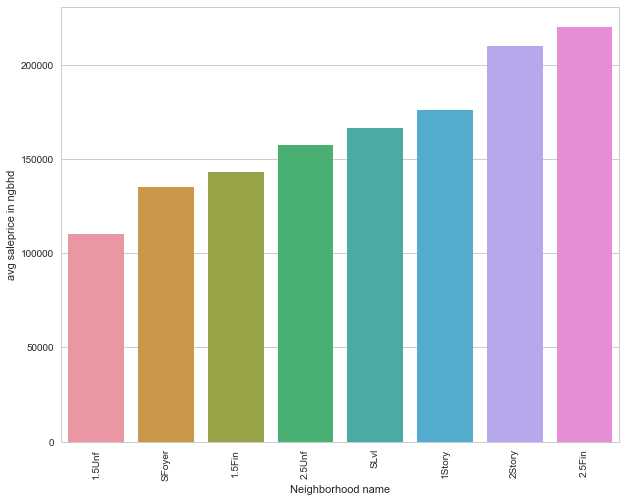 200000
150000
100000
50000
0
avg saleprice in ngbhd
1.5Unf
SFoyer
1.5Fin
2.5Unf
SLvl
1Story
2Story
2.5Fin
Neighborhood name